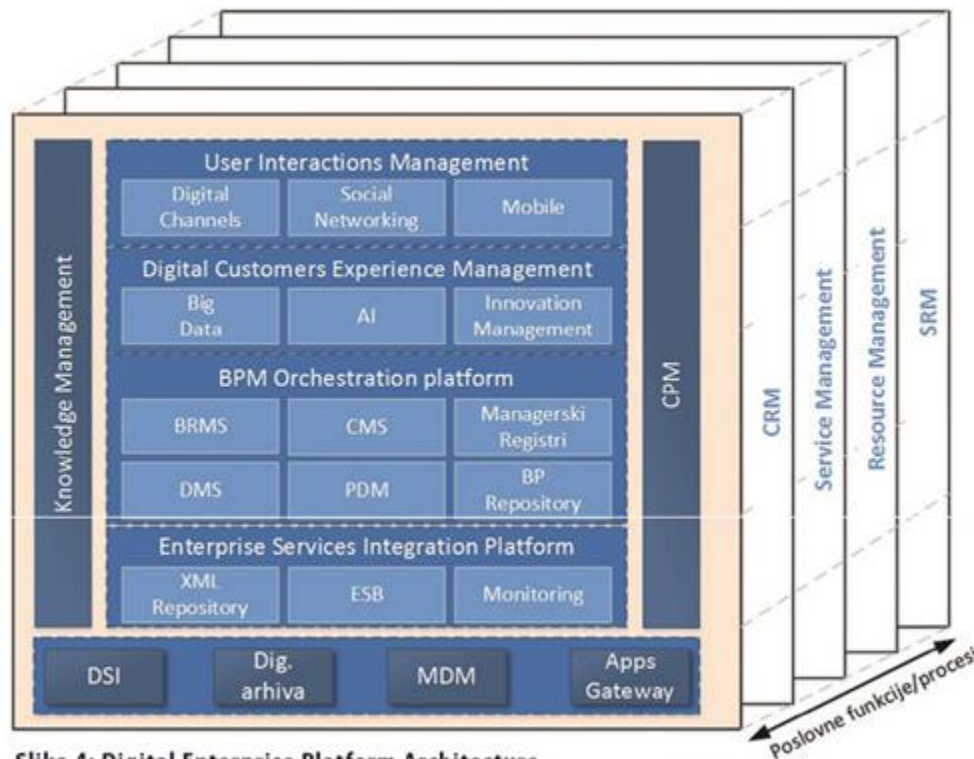 User Interactions Management
Digital
Channels
Social
Networking
Mobile
Digital Customers Experience Management
Big
Data
AI
Innovation
Management
BPM Orchestration platform
BRMS
CMS
Managerski
Registri
DMS
PDM
BP
Repository
Enterprise Services Integration Platform
XML
Repository
ESB
Monitoring
Knowledge Management
CPM
DSI
Dig.
arhiva
MDM
Apps
Gateway
CRM
Service Management
Resource Management
SRM
Poslovne funkcije/procesi
Slika 4: Digital Enterprise Platform Architecture